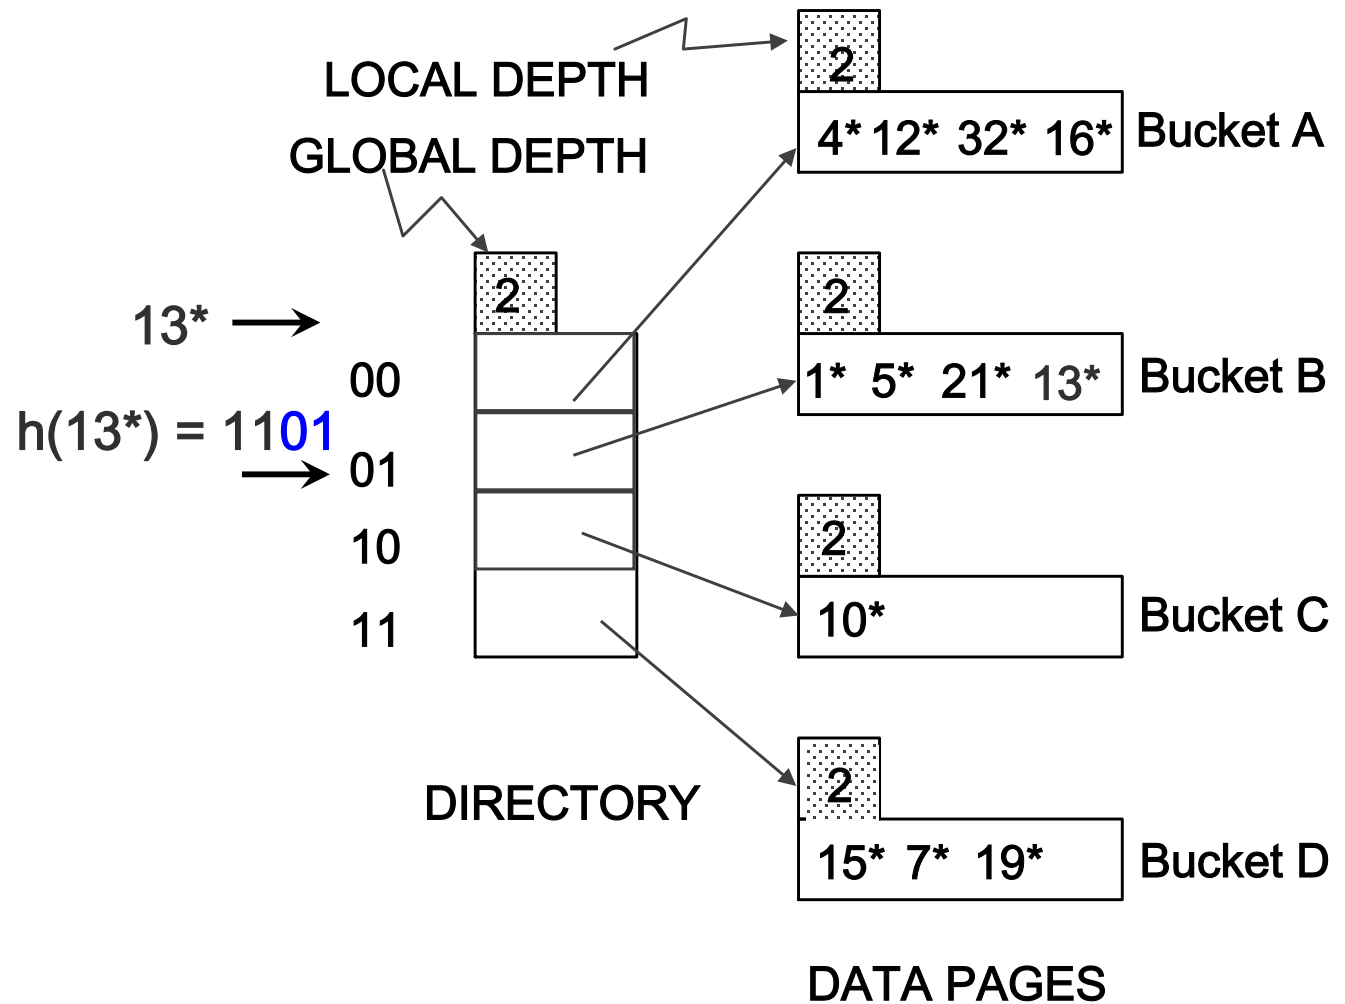 2
LOCAL DEPTH
4* 12* 32* 16*
Bucket A
GLOBAL DEPTH
2
2
13*
00
1* 5* 21* 13*
Bucket B
h(13*) = 1101
01
2
10
10*
Bucket C
11
2
DIRECTORY
15* 7* 19*
Bucket D
DATA PAGES